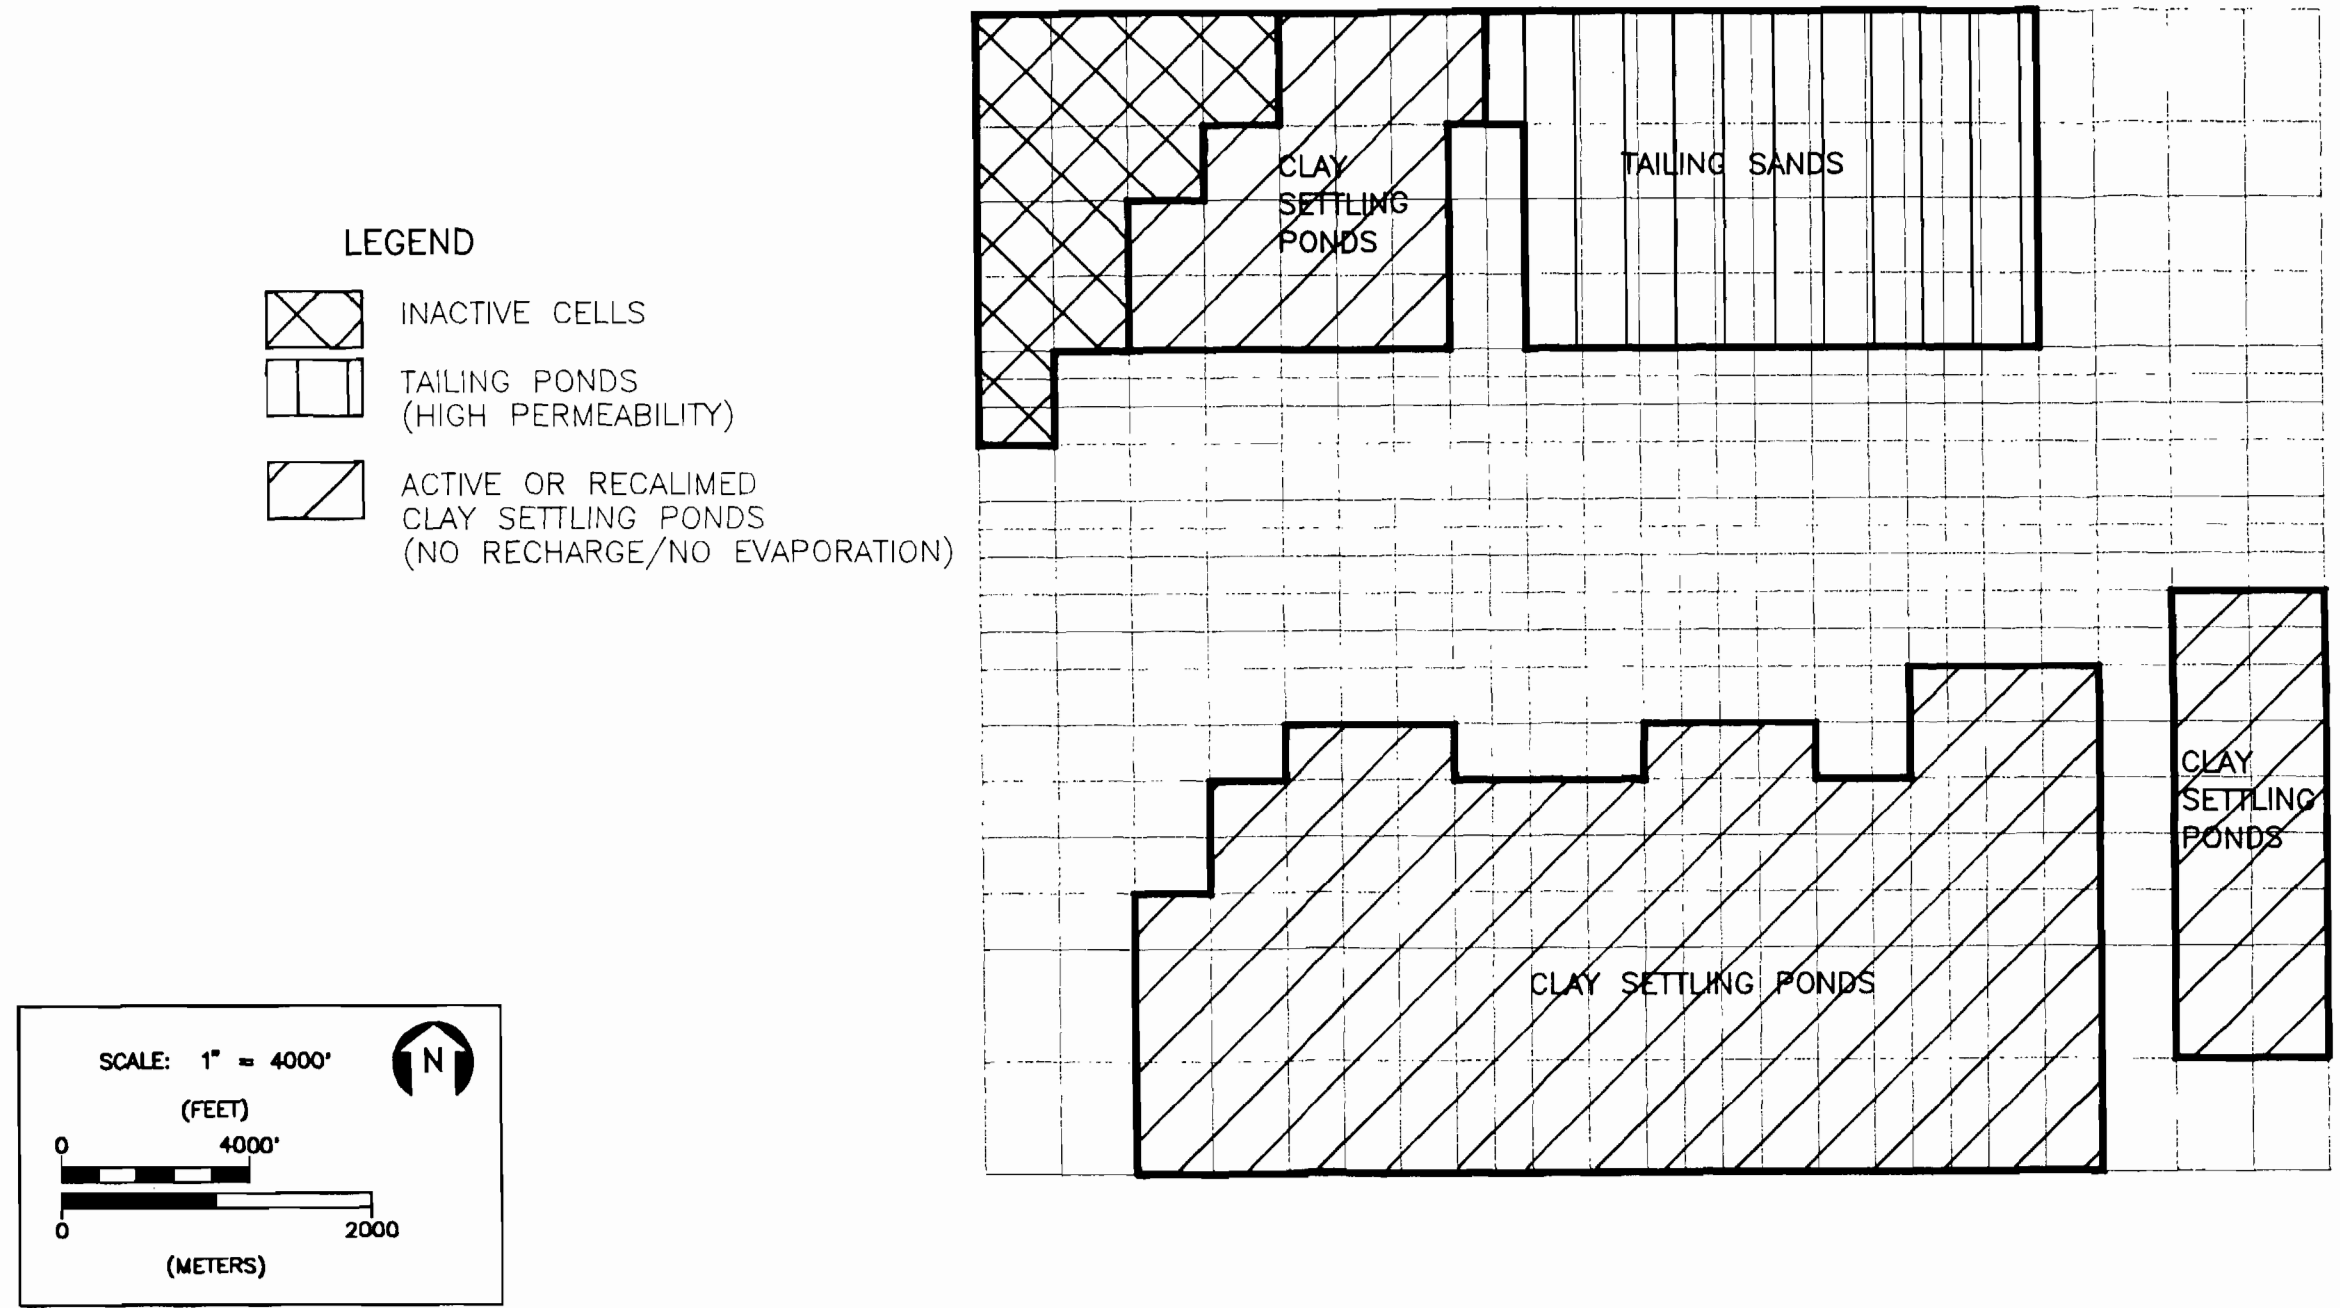 LEGEND
INACTIVE CELLS
TAILING PONDS
(HIGH PERMEABILITY)
ACTIVE OR RECALIMED
CLAY SETTLING PONDS
(NO RECHARGE/NO EVAPORATION)
CLAY
SETTLING
PONDS
TAILING SANDS
CLAY
SETTLING
PONDS
CLAY SETTLING PONDS
SCALE: 1" = 4000'
N
(FEET)
0 4000'
0 2000
(METERS)